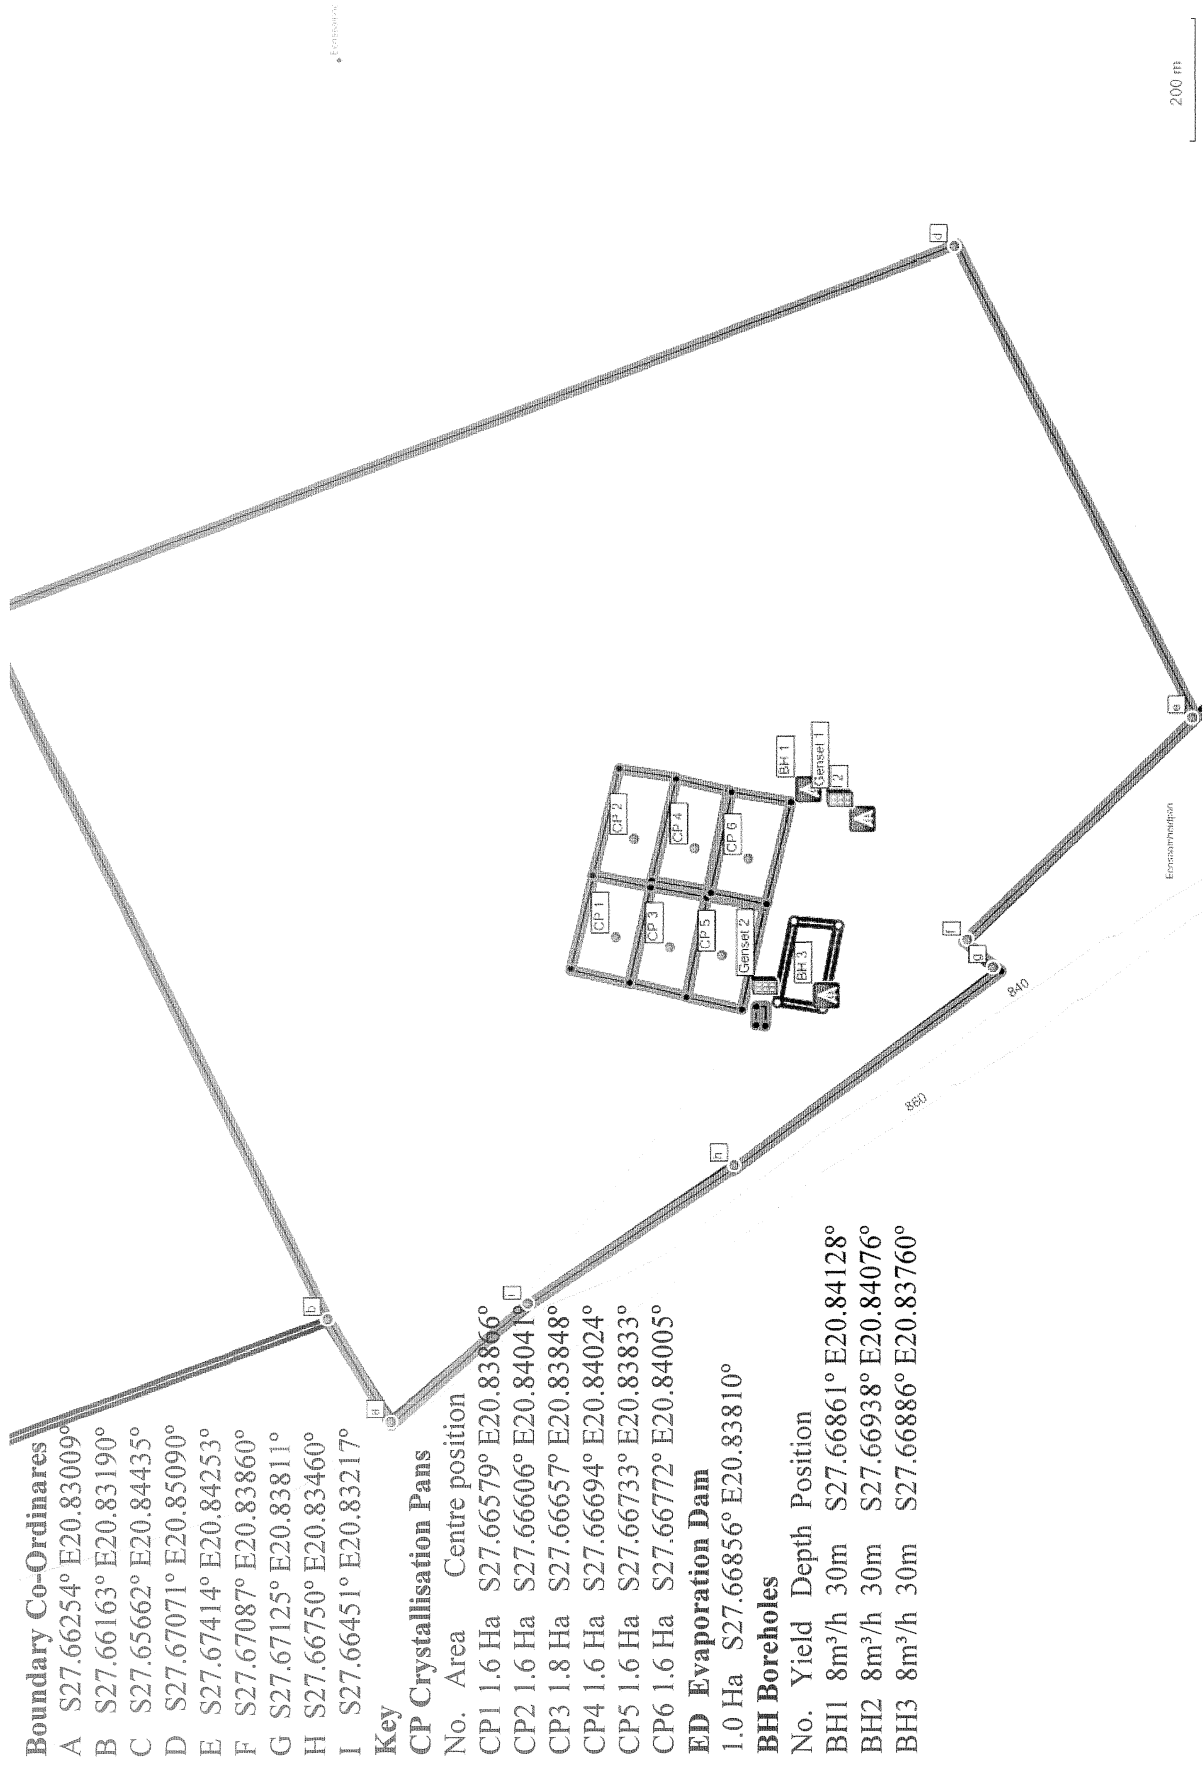 Boundary Co-Ordinares
A S27.66254° E20.83009°
B S27.66163° E20.83190°
C S27.65662° E20.84435°
D S27.67071° E20.85090°
E S27.67414° E20.84253°
F S27.67087° E20.83860°
G S27.67125° E20.83811°
H S27.66750° E20.83460°
I S27.66451° E20.83217°
Key
CP Crystallisation Pans
No. Area Centre position
CP1 1.6 Ha S27.66579° E20.83866°
CP2 1.6 Ha S27.66606° E20.84041°
CP3 1.8 Ha S27.66657° E20.83848°
CP4 1.6 Ha S27.66694° E20.84024°
CP5 1.6 Ha S27.66733° E20.83833°
CP6 1.6 Ha S27.66772° E20.84005°
ED Evaporation Dam
1.0 Ha S27.66856° E20.83810°
BH Boreholes
No. Yield Depth Position
BH1 8m³/h 30m S27.66861° E20.84128°
BH2 8m³/h 30m S27.66938° E20.84076°
BH3 8m³/h 30m S27.66886° E20.83760°
a
b
i
h
g
f
e
d
CP 1
CP 2
CP 3
CP 4
CP 5
CP 6
Genset 2
BH 3
BH 1
Genset 1
2
860
840
200 m